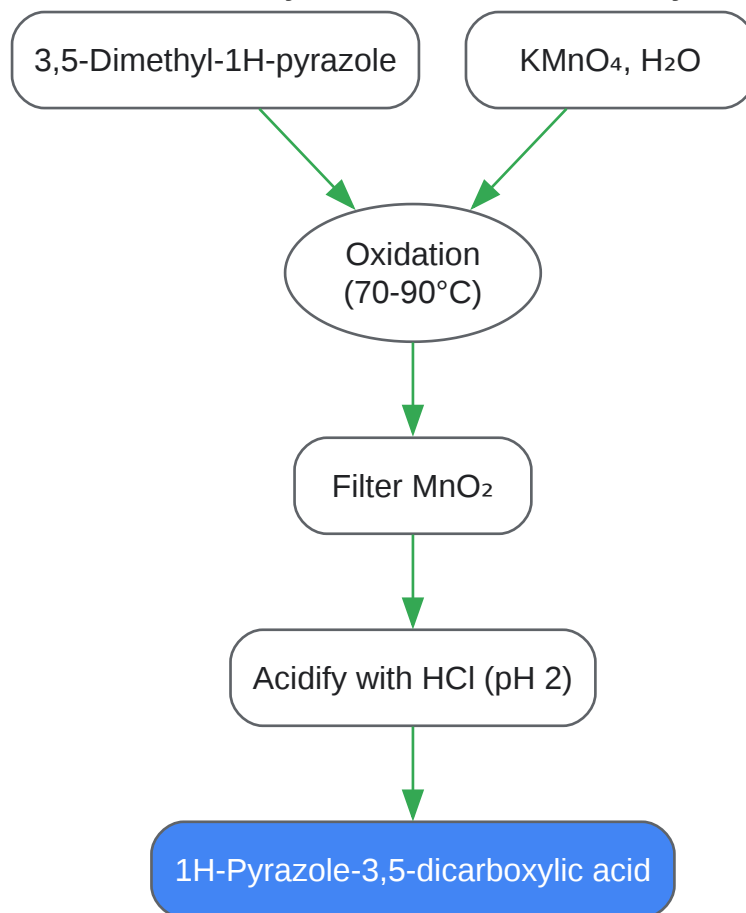 3,5-Dimethyl-1H-pyrazole
KMnO₄, H₂O
Oxidation
(70-90°C)
Filter MnO₂
Acidify with HCl (pH 2)
1H-Pyrazole-3,5-dicarboxylic acid